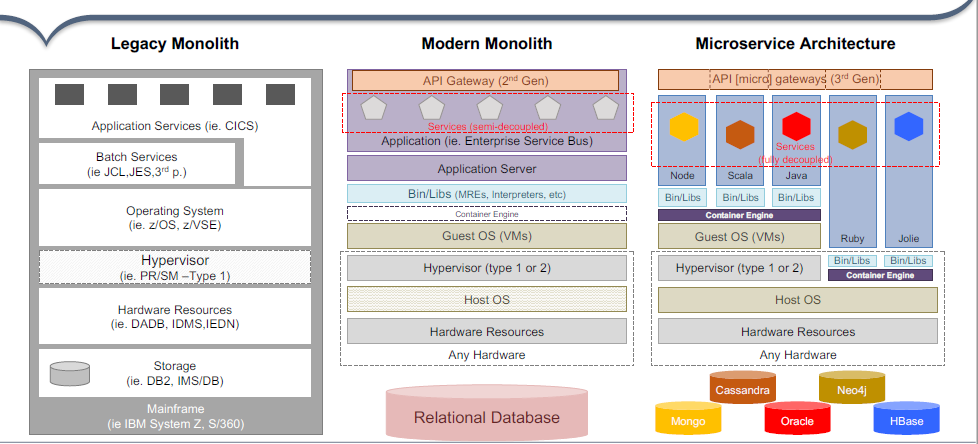 Legacy Monolith
Application Services (ie. CICS)
Batch Services
(ie JCL,JES,3rd p.)
Operating System
(ie. z/OS, z/VSE)
Hypervisor
(ie. PR/SM –Type 1)
Hardware Resources
(ie. DADB, IDMS,IEDN)
Storage
(ie. DB2, IMS/DB)
Mainframe
(ie IBM System Z, S/360)
Modern Monolith
API Gateway (2nd Gen)
Services (semi-decoupled)
Application (ie. Enterprise Service Bus)
Application Server
Bin/Libs (MREs, Interpreters, etc)
Container Engine
Guest OS (VMs)
Hypervisor (type 1 or 2)
Host OS
Hardware Resources
Any Hardware
Relational Database
Microservice Architecture
API [micro] gateways (3rd Gen)
Services
(fully decoupled)
Node Scala Java
Bin/Libs Bin/Libs Bin/Libs
Container Engine
Guest OS (VMs)
Ruby Jolie
Hypervisor (type 1 or 2)
Bin/Libs Bin/Libs
Container Engine
Host OS
Hardware Resources
Any Hardware
Cassandra Neo4j
Mongo Oracle HBase